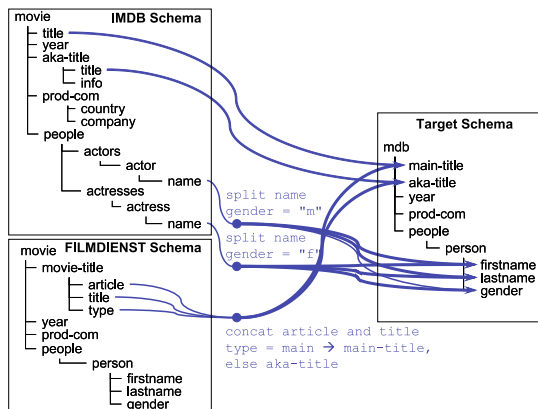 IMDB Schema
movie
title
year
aka-title
title
info
prod-com
country
company
people
actors
actor
name
actresses
actress
name
FILMDIENST Schema
movie
movie-title
article
title
type
year
prod-com
people
person
firstname
lastname
gender
split name
gender = "m"
split name
gender = "f"
concat article and title
type = main → main-title,
else aka-title
Target Schema
mdb
main-title
aka-title
year
prod-com
people
person
firstname
lastname
gender